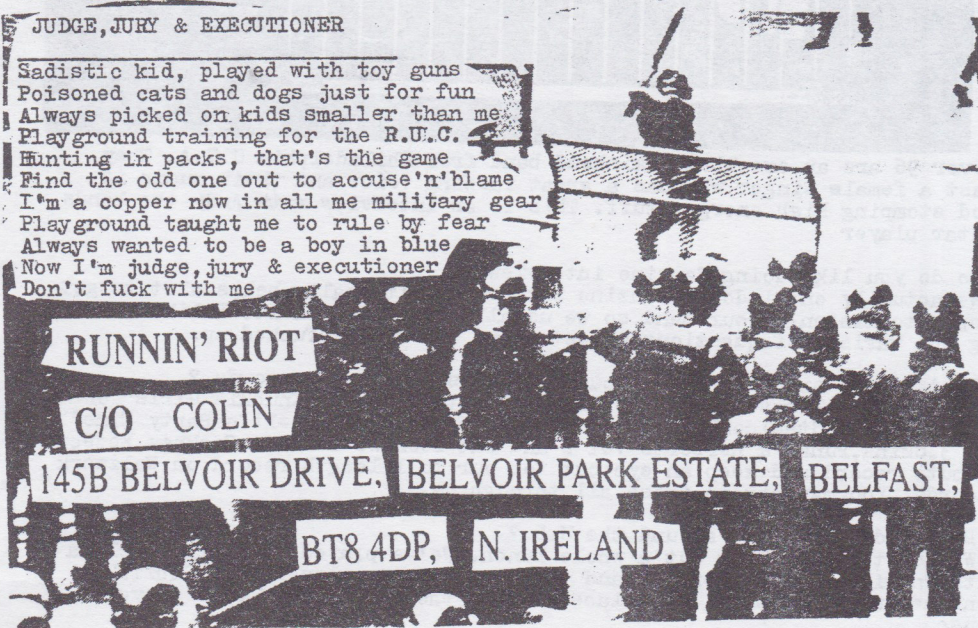 JUDGE,JURY & EXECUTIONER
Sadistic kid, played with toy guns
Poisoned cats and dogs just for fun
Always picked on kids smaller than me
Playground training for the R.U.C.
Hunting in packs, that's the game
Find the odd one out to accuse'n'blame
I'm a copper now in all me military gear
Playground taught me to rule by fear
Always wanted to be a boy in blue
Now I'm judge,jury & executioner
Don't fuck with me
RUNNIN' RIOT
C/O COLIN
145B BELVOIR DRIVE, BELVOIR PARK ESTATE, BELFAST,
BT8 4DP, N. IRELAND.